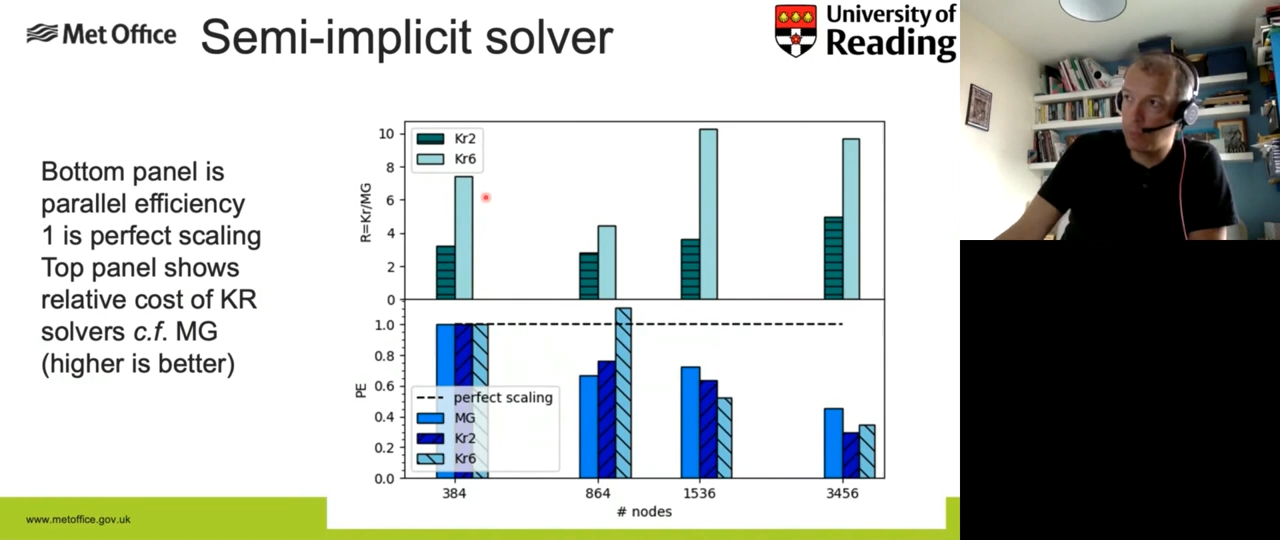 Met Office
Semi-implicit solver
University of
Reading
Bottom panel is
parallel efficiency
1 is perfect scaling
Top panel shows
relative cost of KR
solvers c.f. MG
(higher is better)
10
8
6
4
2
0
R=Kr/MG
Kr2
Kr6
1.0
0.8
0.6
0.4
0.2
0.0
PE
perfect scaling
MG
Kr2
Kr6
384
864
1536
3456
# nodes
www.metoffice.gov.uk